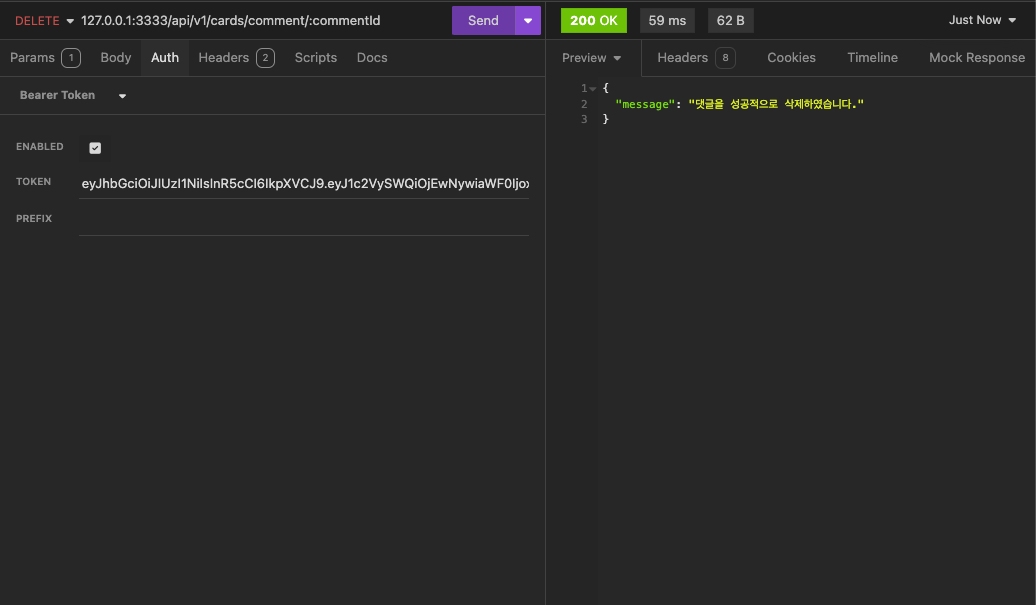 DELETE 127.0.0.1:3333/api/v1/cards/comment/:commentId Send
200 OK 59 ms 62 B Just Now
Params 1 Body Auth Headers 2 Scripts Docs
Preview Headers 8 Cookies Timeline Mock Response
Bearer Token
ENABLED
TOKEN eyJhbGciOiJIUzI1NiIsInR5cCI6IkpXVCJ9.eyJ1c2VySWQiOjEwNywiaWF0Ijox
PREFIX
1 {
2 "message": "댓글을 성공적으로 삭제하였습니다."
3 }